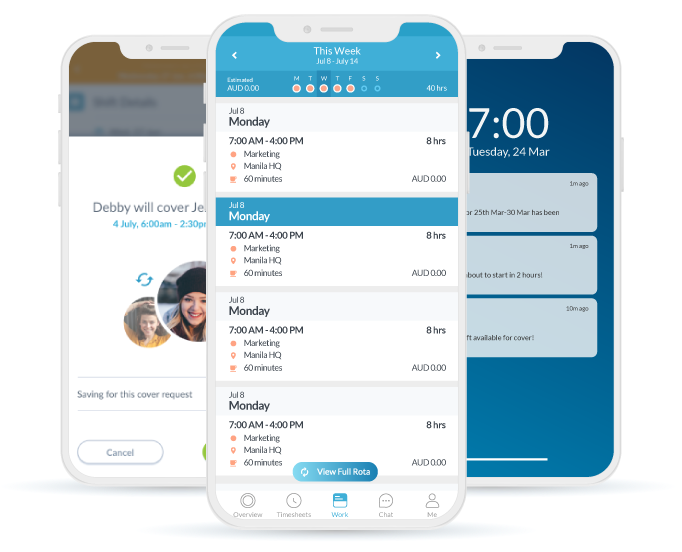 This Week
Jul 8 - July 14
Estimated
AUD 0.00
M T W T F S S
40 hrs
Jul 8
Monday
7:00 AM - 4:00 PM 8 hrs
Marketing
Manila HQ
60 minutes AUD 0.00
Jul 8
Monday
7:00 AM - 4:00 PM 8 hrs
Marketing
Manila HQ
60 minutes AUD 0.00
Jul 8
Monday
7:00 AM - 4:00 PM 8 hrs
Marketing
Manila HQ
60 minutes AUD 0.00
Jul 8
Monday
7:00 AM - 4:00 PM 8 hrs
Marketing
Manila HQ
60 minutes AUD 0.00
View Full Rota
Overview Timesheets Work Chat Me
Shift Details
Debby will cover Je
4 July, 6:00am - 2:30p
Saving for this cover request
Cancel
7:00
Tuesday, 24 Mar
1m ago
or 25th Mar-30 Mar has been
1m ago
about to start in 2 hours!
10m ago
ft available for cover!